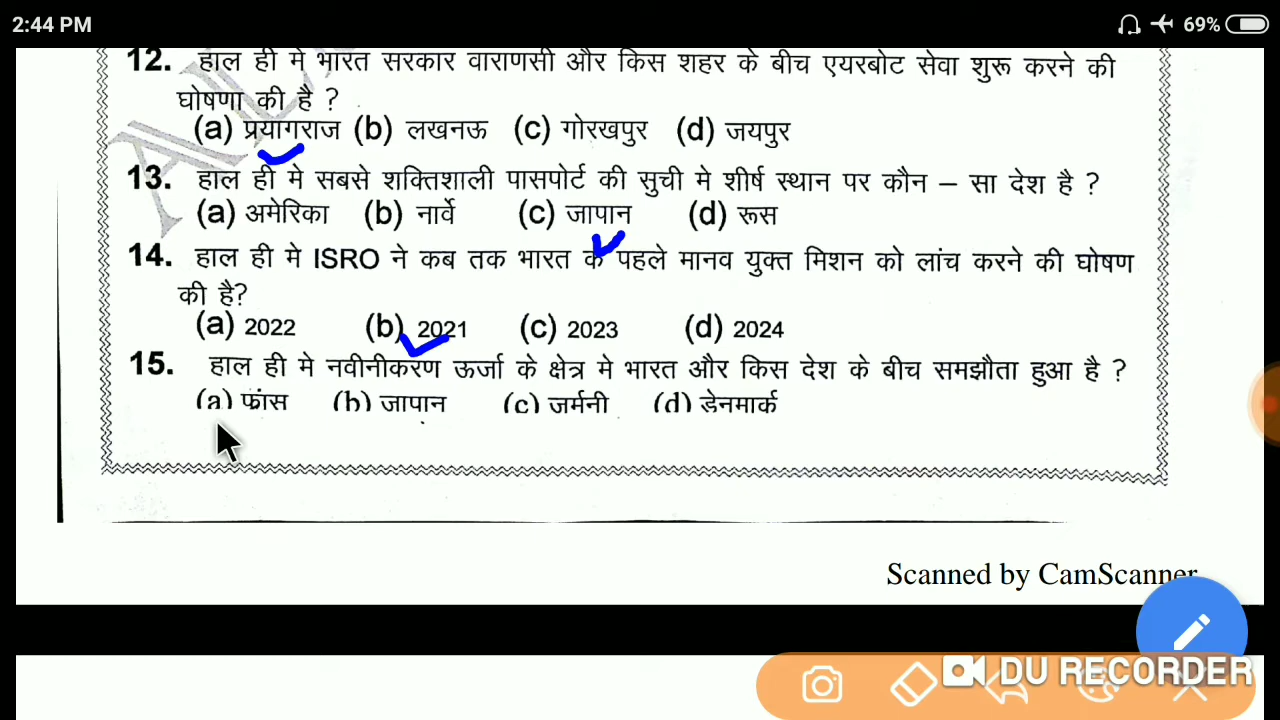 2:44 PM 69%
12. हाल ही मे भारत सरकार वाराणसी और किस शहर के बीच एयरबोट सेवा शुरू करने की
घोषणा की है ?
(a) प्रयागराज (b) लखनऊ (c) गोरखपुर (d) जयपुर
13. हाल ही मे सबसे शक्तिशाली पासपोर्ट की सुची मे शीर्ष स्थान पर कौन – सा देश है ?
(a) अमेरिका (b) नार्वे (c) जापान (d) रूस
14. हाल ही मे ISRO ने कब तक भारत के पहले मानव युक्त मिशन को लांच करने की घोषण
की है?
(a) 2022 (b) 2021 (c) 2023 (d) 2024
15. हाल ही मे नवीनीकरण ऊर्जा के क्षेत्र मे भारत और किस देश के बीच समझौता हुआ है ?
(a) फ्रांस (b) जापान (c) जर्मनी (d) डेनमार्क
Scanned by CamScanner
DU RECORDER